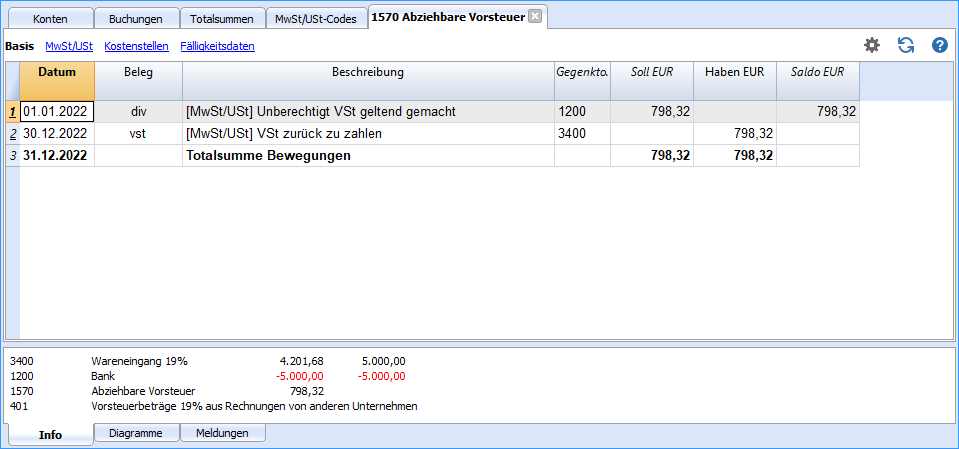 Konten Buchungen Totalsummen MwSt/USt-Codes 1570 Abziehbare Vorsteuer
Basis MwSt/USt Kostenstellen Fälligkeitsdaten ?
Datum Beleg Beschreibung Gegenkto. Soll EUR Haben EUR Saldo EUR
1 01.01.2022 div [MwSt/USt] Unberechtigt VSt geltend gemacht 1200 798,32 798,32
2 30.12.2022 vst [MwSt/USt] VSt zurück zu zahlen 3400 798,32
3 31.12.2022 Totalsumme Bewegungen 798,32 798,32
3400 Wareneingang 19% 4.201,68 5.000,00
1200 Bank -5.000,00 -5.000,00
1570 Abziehbare Vorsteuer 798,32
401 Vorsteuerbeträge 19% aus Rechnungen von anderen Unternehmen
Info Diagramme Meldungen